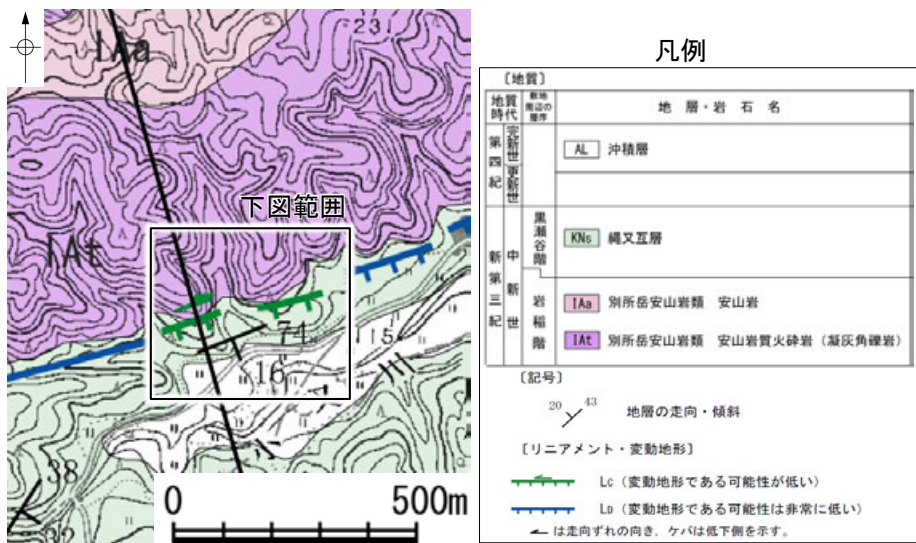 IAa
23
下図範囲
IAt
74
15
16
38
32
0 500m
凡例
〔地質〕
地質時代
敷地周辺の層序
地層・岩石名
第四紀
完新世
更新世
AL 沖積層
新第三紀
中新世
黒瀬谷階
KNs 縄又互層
岩稲階
IAa 別所岳安山岩類 安山岩
IAt 別所岳安山岩類 安山岩質火砕岩（凝灰角礫岩）
〔記号〕
20 43 地層の走向・傾斜
〔リニアメント・変動地形〕
Lc（変動地形である可能性が低い）
LD（変動地形である可能性は非常に低い）
は走向ずれの向き，ケバは低下側を示す。